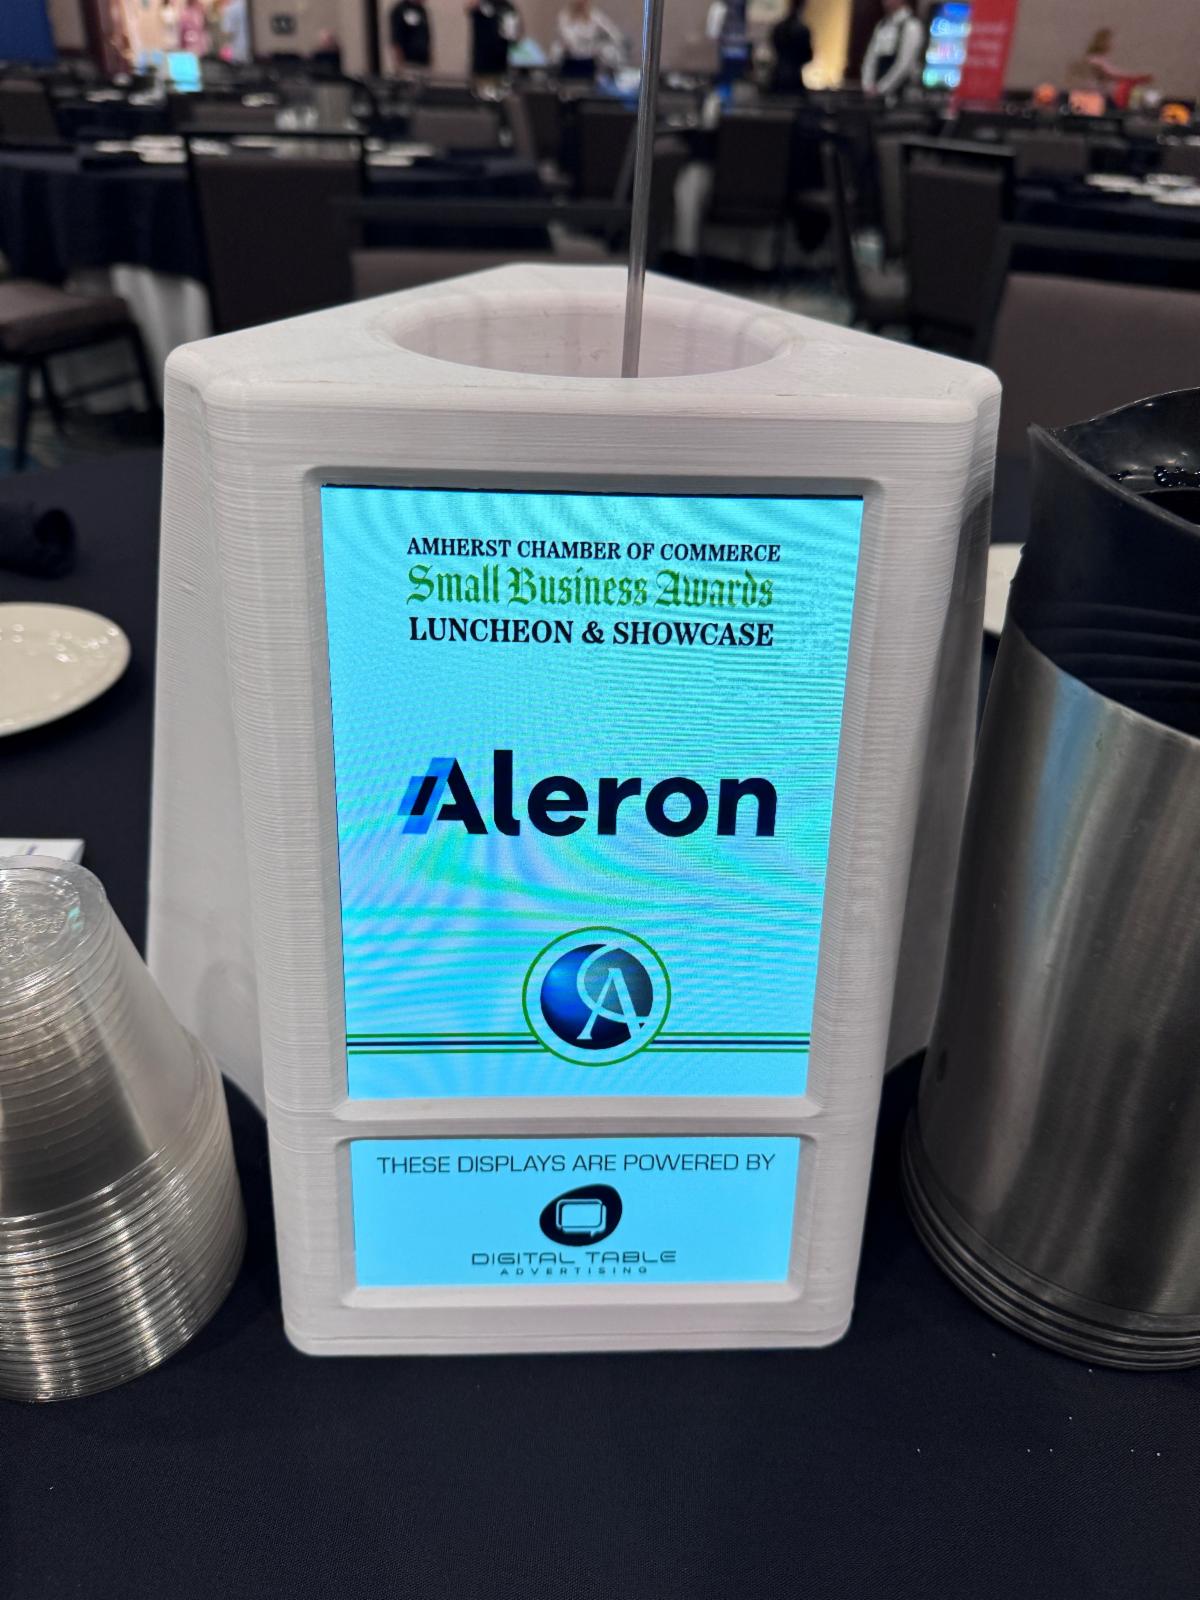 AMHERST CHAMBER OF COMMERCE
Small Business Awards
LUNCHEON & SHOWCASE
Aleron
CA
THESE DISPLAYS ARE POWERED BY
DIGITAL TABLE
ADVERTISING